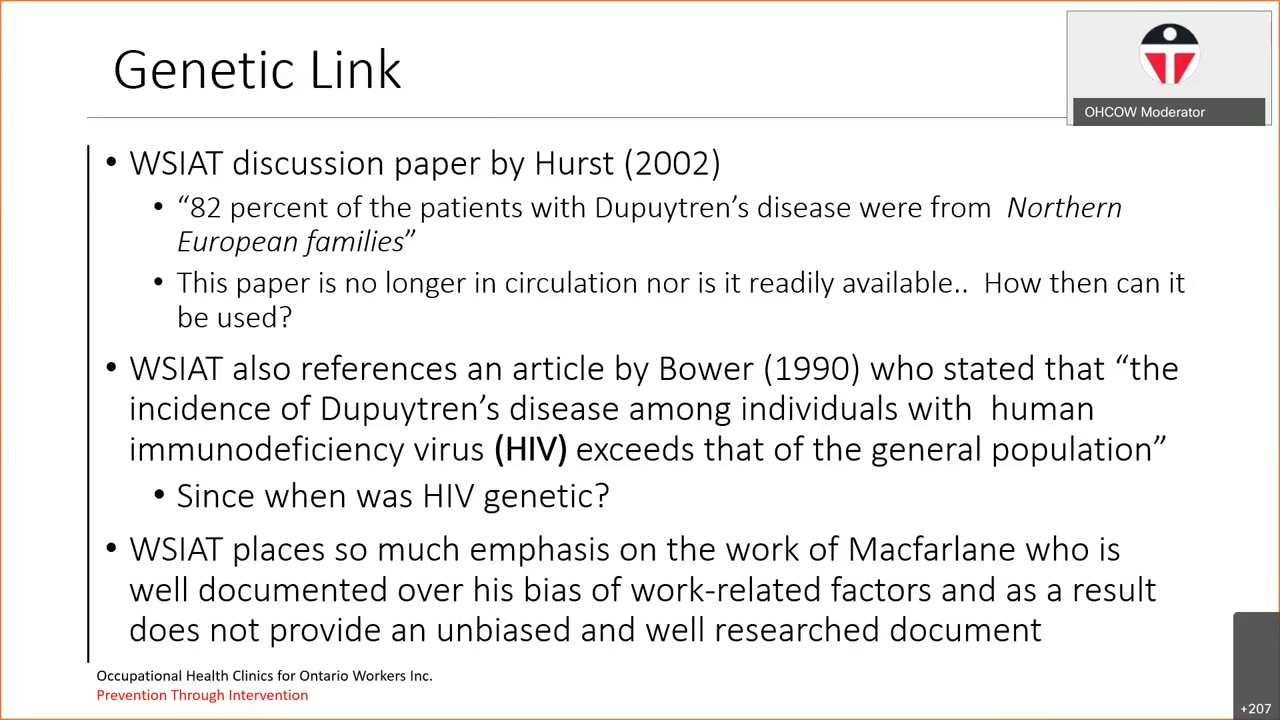 Genetic Link
OHCOW Moderator
• WSIAT discussion paper by Hurst (2002)
• “82 percent of the patients with Dupuytren’s disease were from Northern
European families”
• This paper is no longer in circulation nor is it readily available.. How then can it
be used?
• WSIAT also references an article by Bower (1990) who stated that “the
incidence of Dupuytren’s disease among individuals with human
immunodeficiency virus (HIV) exceeds that of the general population”
• Since when was HIV genetic?
• WSIAT places so much emphasis on the work of Macfarlane who is
well documented over his bias of work-related factors and as a result
does not provide an unbiased and well researched document
Occupational Health Clinics for Ontario Workers Inc.
Prevention Through Intervention
+207